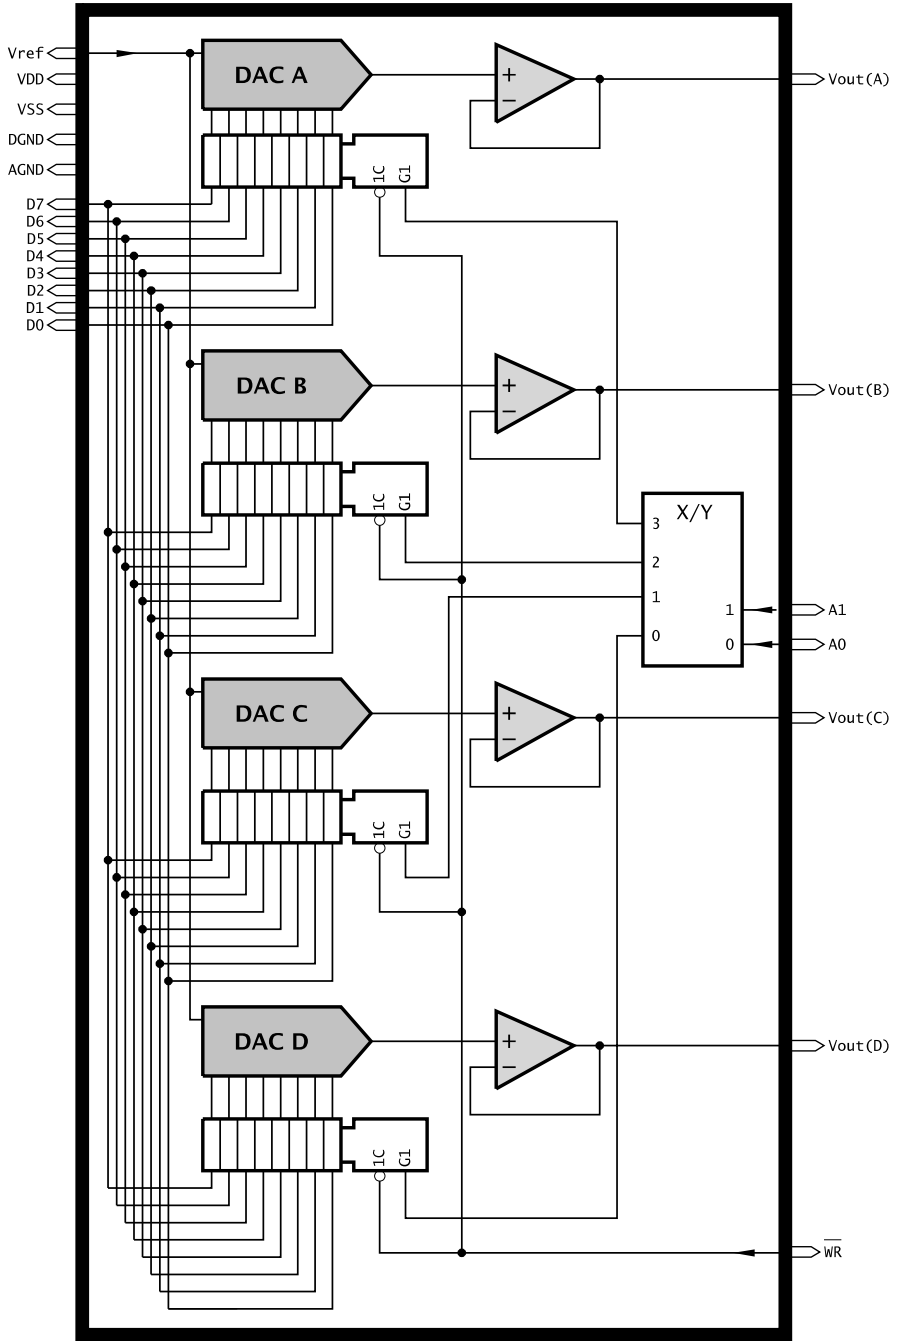 Vref
VDD
VSS
DGND
AGND
D7
D6
D5
D4
D3
D2
D1
D0
DAC A
+
−
1C
G1
Vout(A)
DAC B
+
−
1C
G1
Vout(B)
X/Y
3
2
1
0
1
0
A1
A0
DAC C
+
−
1C
G1
Vout(C)
DAC D
+
−
1C
G1
Vout(D)
W̅R̅